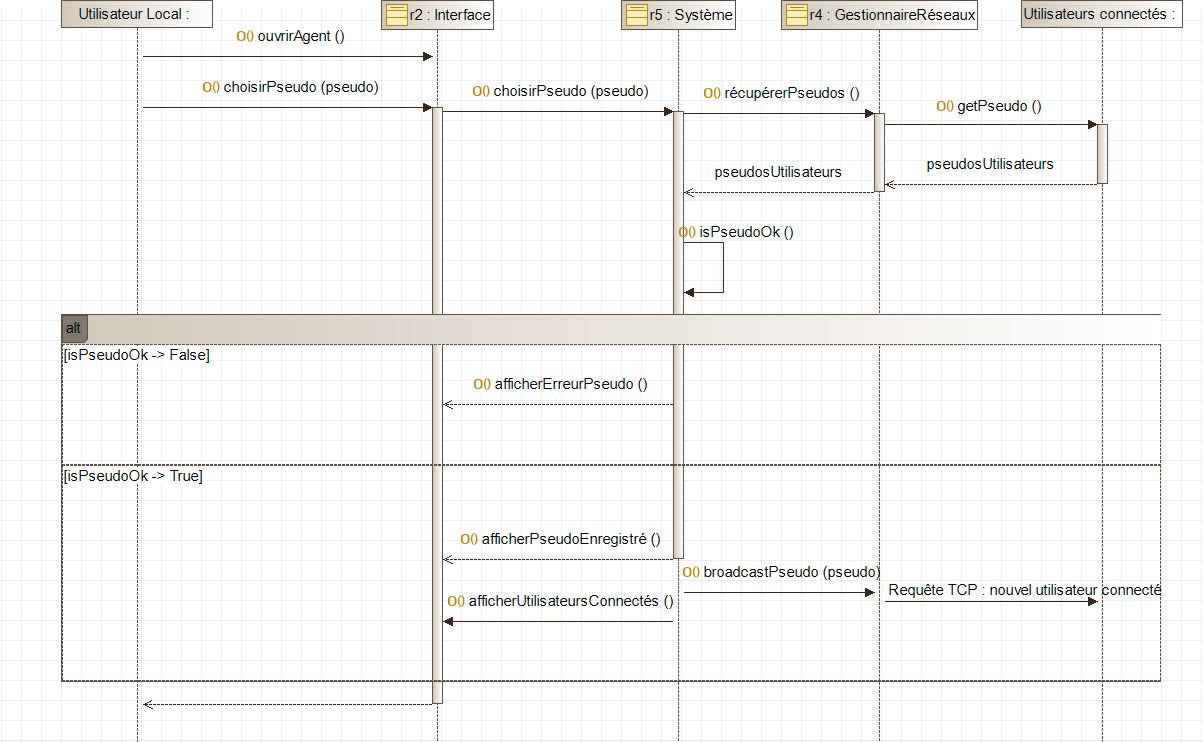 Utilisateur Local :
r2 : Interface
r5 : Système
r4 : GestionnaireRéseaux
Utilisateurs connectés :
O() ouvrirAgent ()
O() choisirPseudo (pseudo)
O() choisirPseudo (pseudo)
O() récupérerPseudos ()
O() getPseudo ()
pseudosUtilisateurs
pseudosUtilisateurs
O() isPseudoOk ()
alt
[isPseudoOk -> False]
O() afficherErreurPseudo ()
[isPseudoOk -> True]
O() afficherPseudoEnregistré ()
O() broadcastPseudo (pseudo)
Requête TCP : nouvel utilisateur connecté
O() afficherUtilisateursConnectés ()